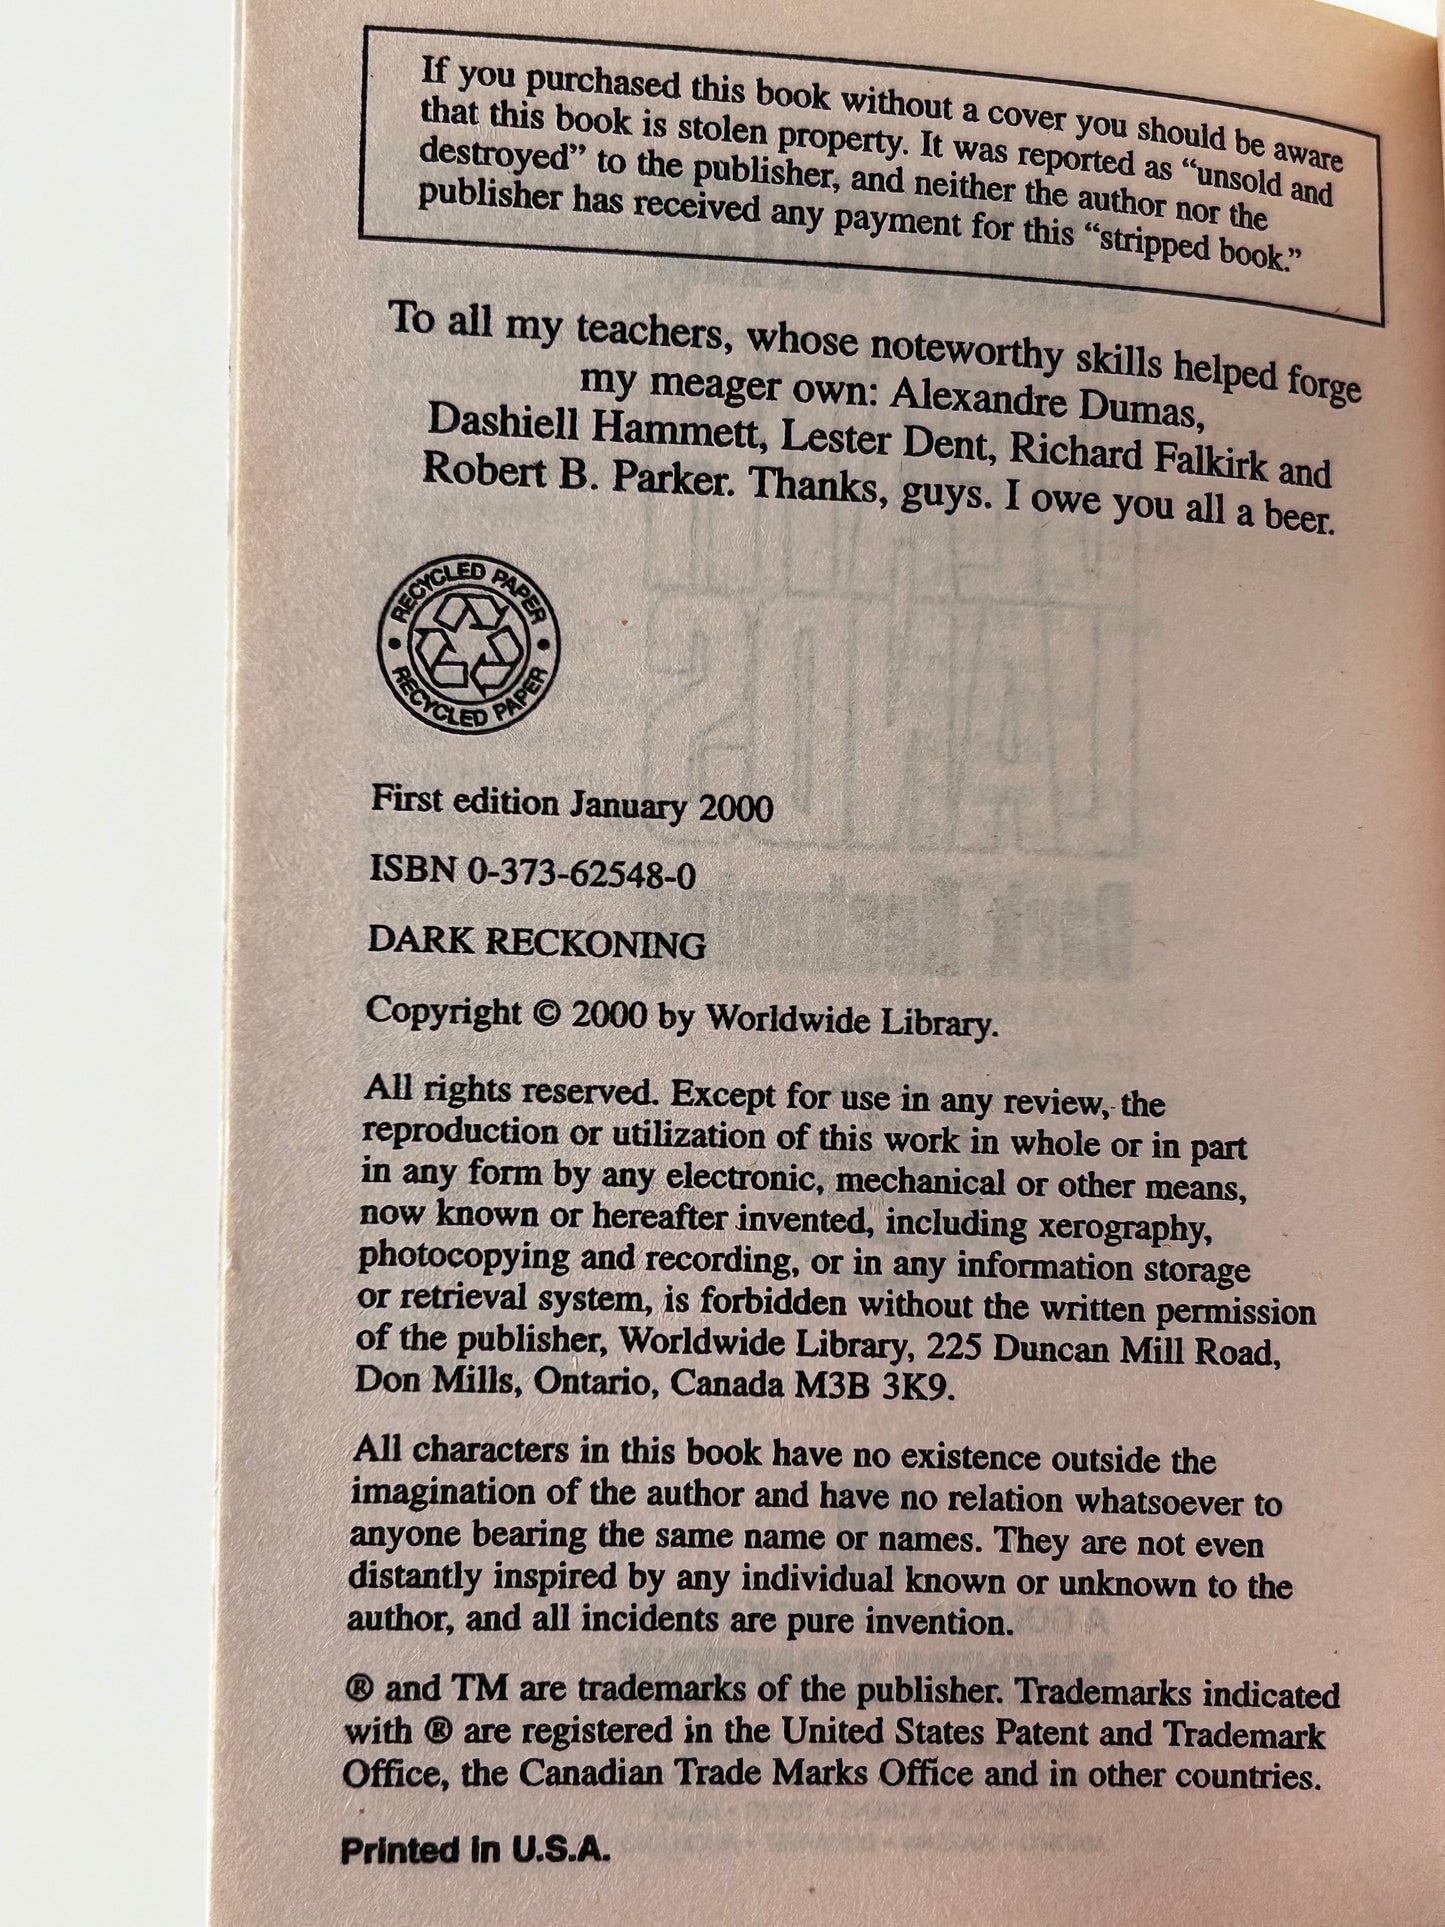 If you purchased this book without a cover you should be aware
that this book is stolen property. It was reported as “unsold and
destroyed” to the publisher, and neither the author nor the
publisher has received any payment for this “stripped book.”
To all my teachers, whose noteworthy skills helped forge
my meager own: Alexandre Dumas,
Dashiell Hammett, Lester Dent, Richard Falkirk and
Robert B. Parker. Thanks, guys. I owe you all a beer.
RECYCLED PAPER
RECYCLED PAPER
First edition January 2000
ISBN 0-373-62548-0
DARK RECKONING
Copyright © 2000 by Worldwide Library.
All rights reserved. Except for use in any review, the
reproduction or utilization of this work in whole or in part
in any form by any electronic, mechanical or other means,
now known or hereafter invented, including xerography,
photocopying and recording, or in any information storage
or retrieval system, is forbidden without the written permission
of the publisher, Worldwide Library, 225 Duncan Mill Road,
Don Mills, Ontario, Canada M3B 3K9.
All characters in this book have no existence outside the
imagination of the author and have no relation whatsoever to
anyone bearing the same name or names. They are not even
distantly inspired by any individual known or unknown to the
author, and all incidents are pure invention.
® and TM are trademarks of the publisher. Trademarks indicated
with ® are registered in the United States Patent and Trademark
Office, the Canadian Trade Marks Office and in other countries.
Printed in U.S.A.